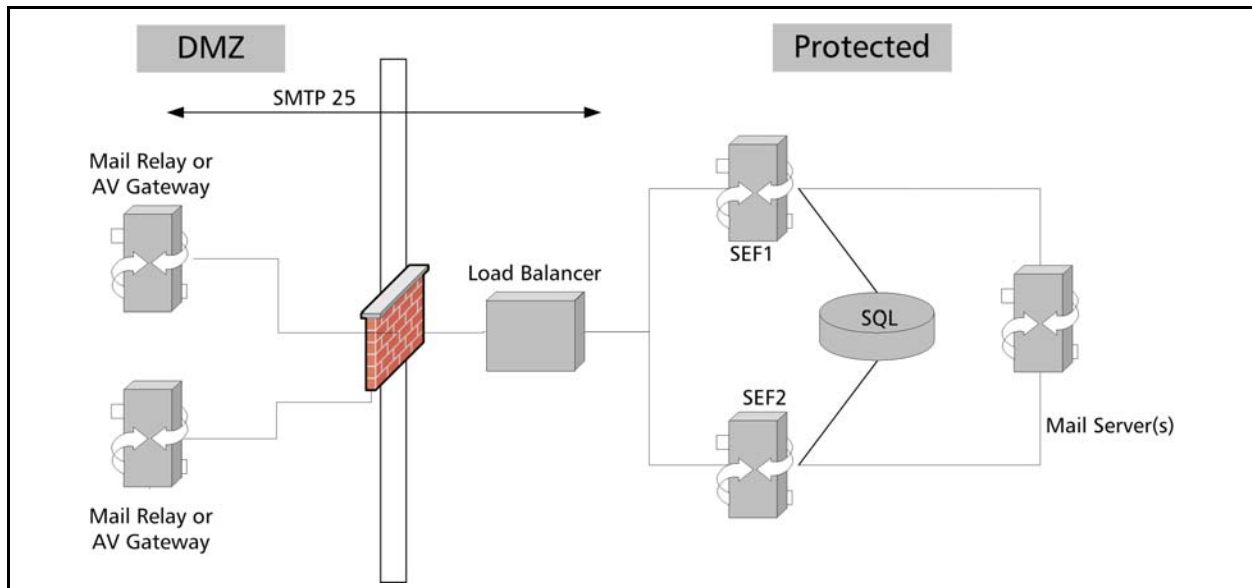 DMZ
Protected
SMTP 25
Mail Relay or
AV Gateway
Load Balancer
SEF1
SQL
SEF2
Mail Server(s)
Mail Relay or
AV Gateway